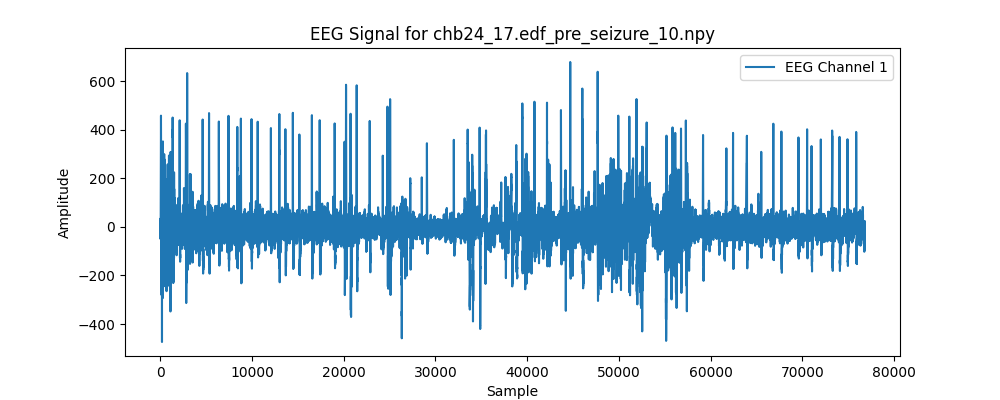 EEG Signal for chb24_17.edf_pre_seizure_10.npy
EEG Channel 1
Amplitude
600
400
200
0
−200
−400
0 10000 20000 30000 40000 50000 60000 70000 80000
Sample